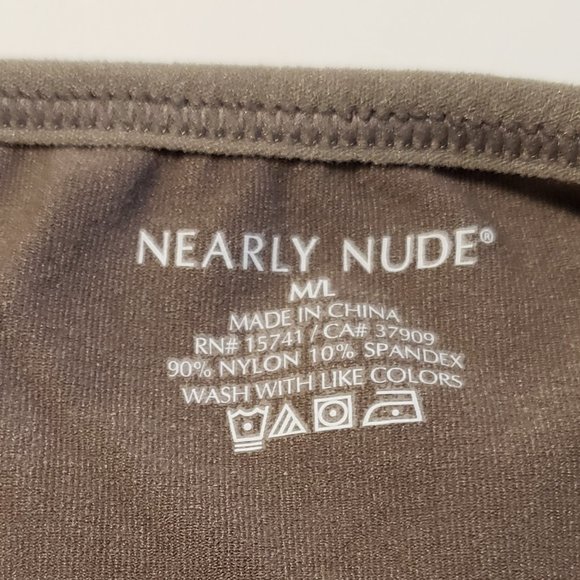 NEARLY NUDE®
M/L
MADE IN CHINA
RN# 15741 / CA# 37909
90% NYLON 10% SPANDEX
WASH WITH LIKE COLORS